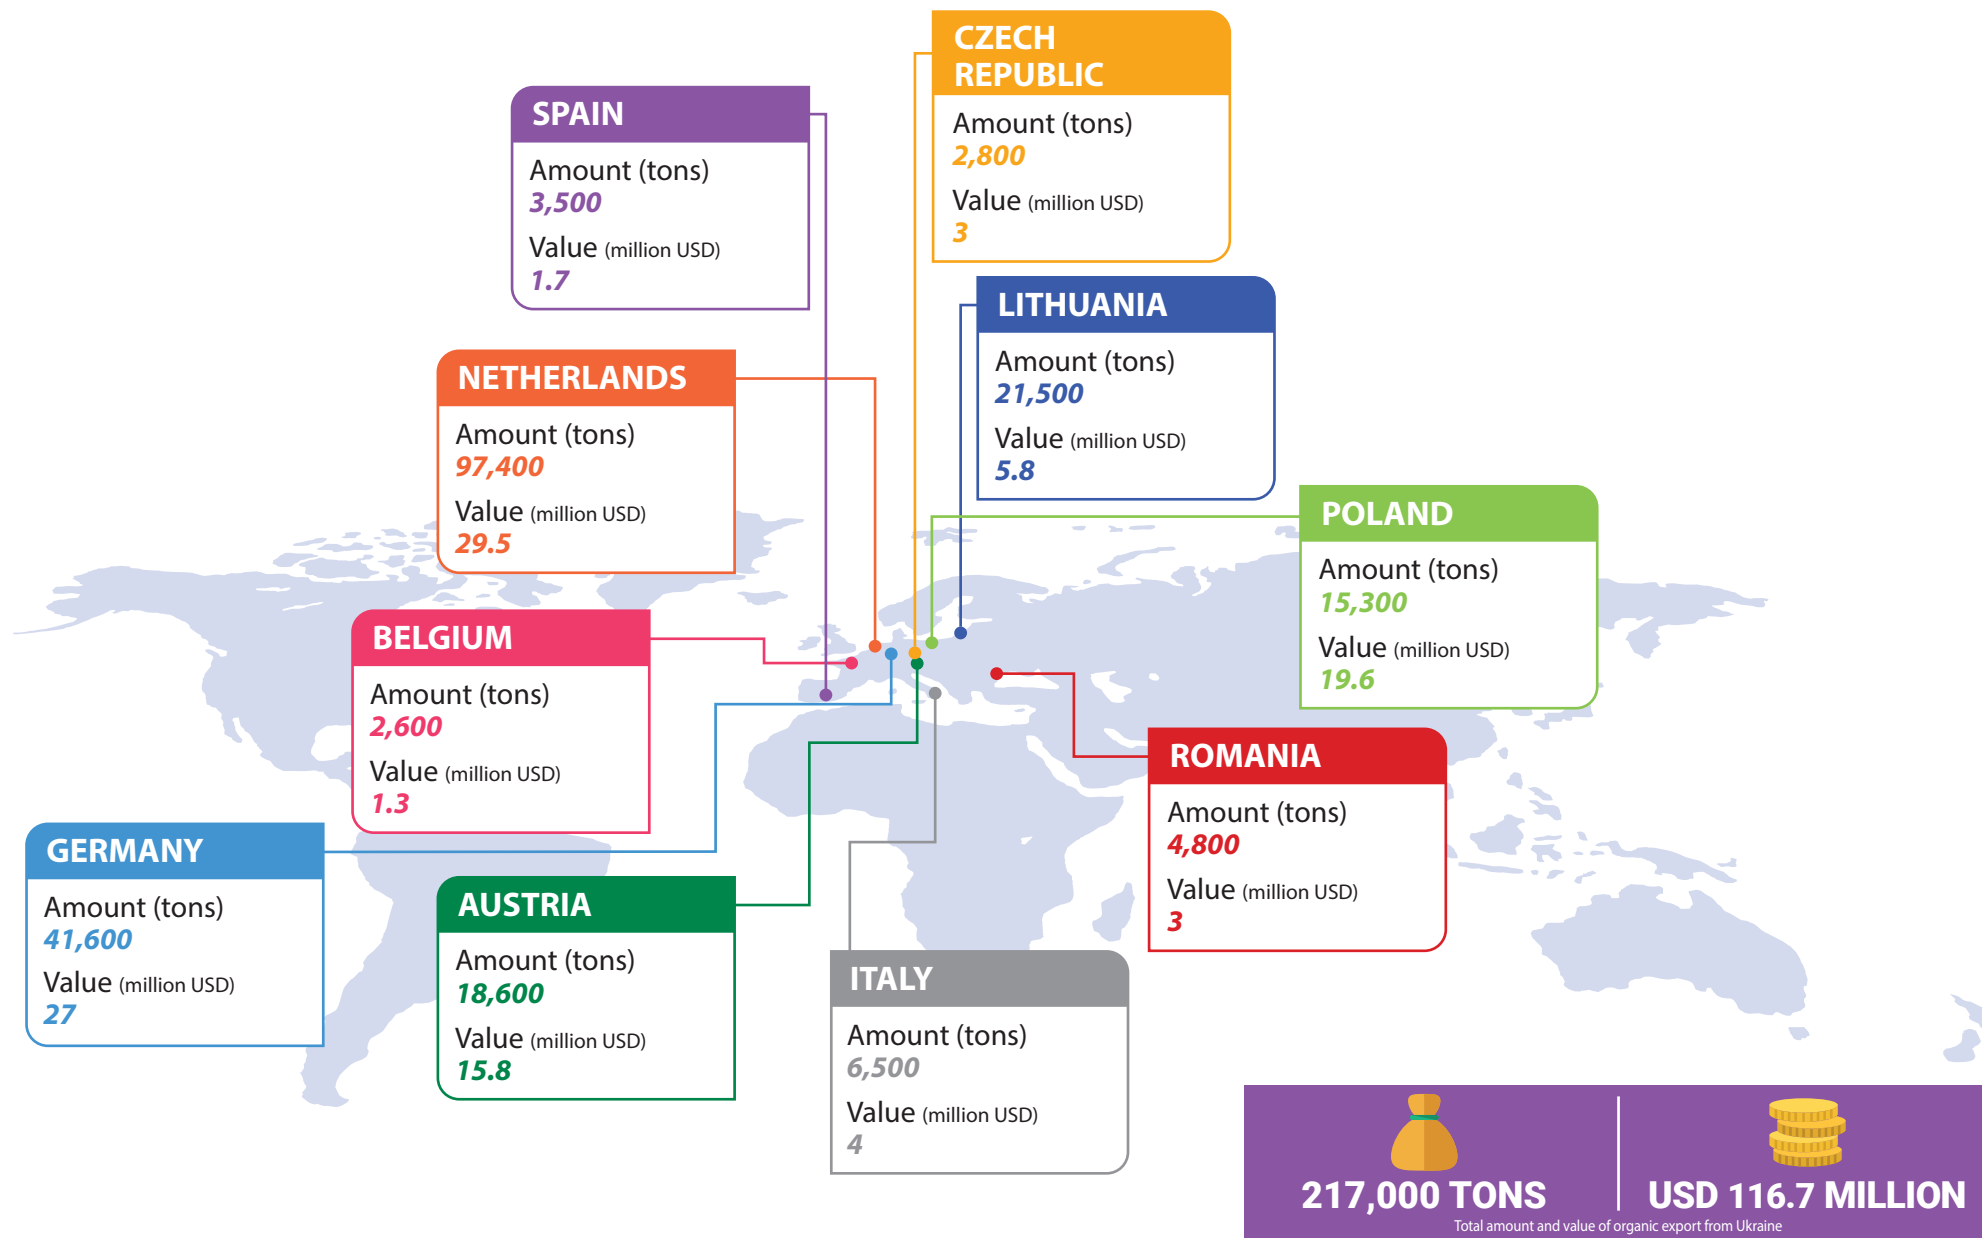 CZECH
REPUBLIC
Amount (tons)
2,800
Value (million USD)
3
SPAIN
Amount (tons)
3,500
Value (million USD)
1.7
LITHUANIA
Amount (tons)
21,500
Value (million USD)
5.8
NETHERLANDS
Amount (tons)
97,400
Value (million USD)
29.5
POLAND
Amount (tons)
15,300
Value (million USD)
19.6
BELGIUM
Amount (tons)
2,600
Value (million USD)
1.3
ROMANIA
Amount (tons)
4,800
Value (million USD)
3
GERMANY
Amount (tons)
41,600
Value (million USD)
27
AUSTRIA
Amount (tons)
18,600
Value (million USD)
15.8
ITALY
Amount (tons)
6,500
Value (million USD)
4
217,000 TONS
USD 116.7 MILLION
Total amount and value of organic export from Ukraine